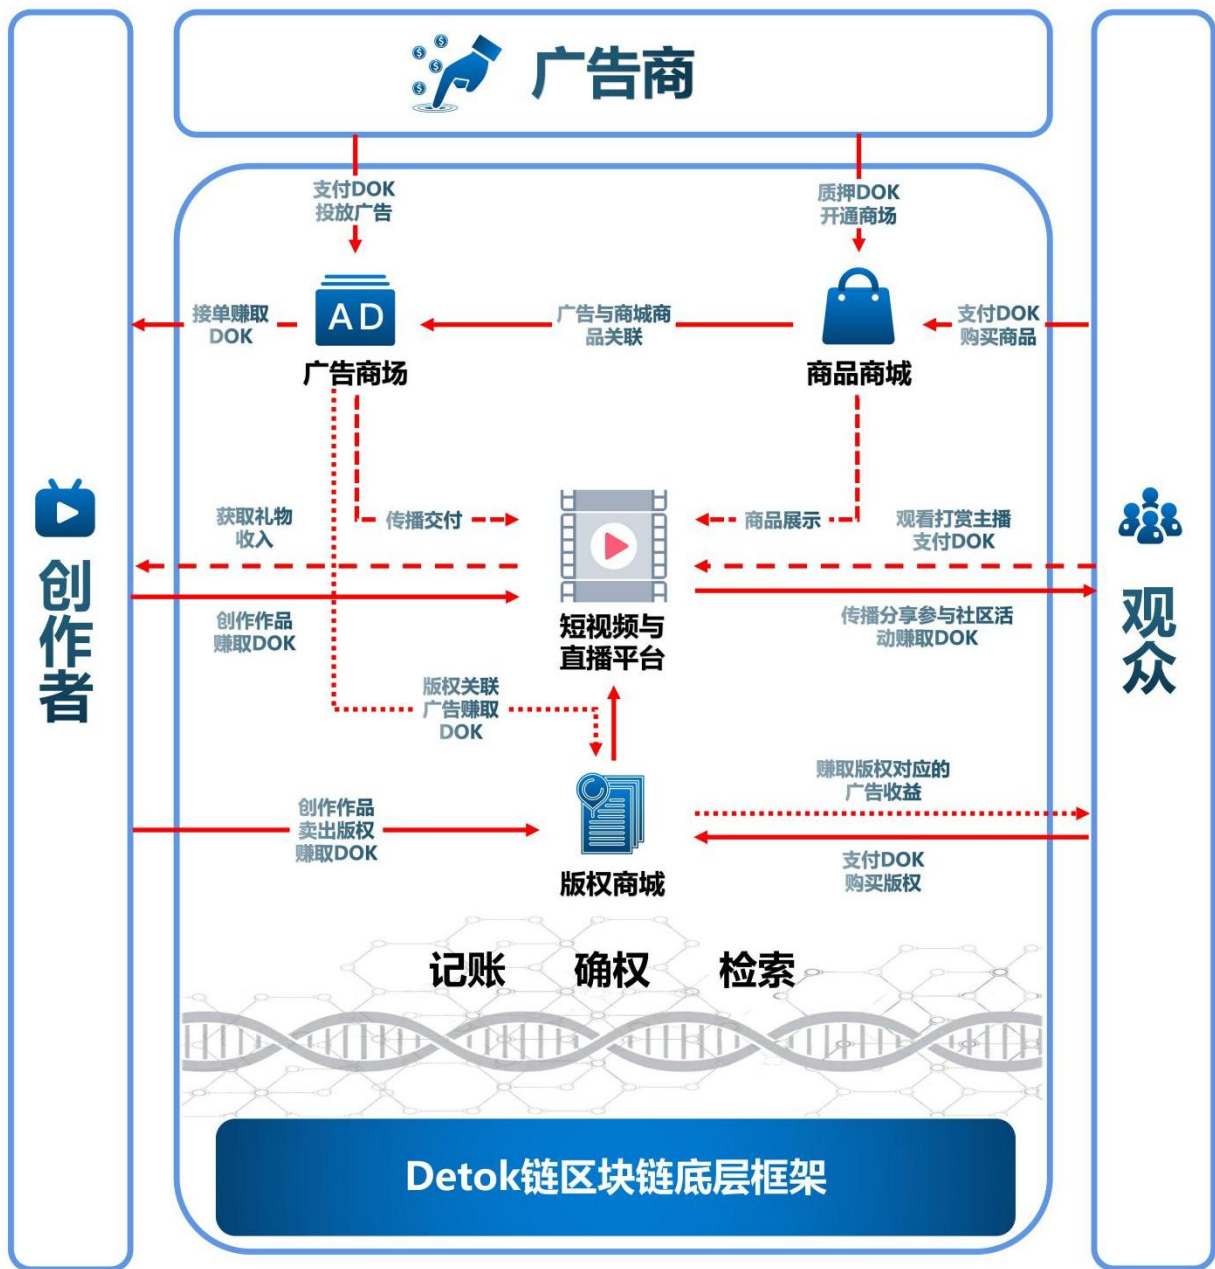 广告商
支付DOK
投放广告
质押DOK
开通商场
接单赚取
DOK
AD
广告与商城商
品关联
支付DOK
购买商品
广告商场
商品商城
获取礼物
收入
传播交付
商品展示
观看打赏主播
支付DOK
创作者
观众
创作作品
赚取DOK
短视频与
直播平台
传播分享参与社区活
动赚取DOK
版权关联
广告赚取
DOK
创作作品
卖出版权
赚取DOK
赚取版权对应的
广告收益
支付DOK
购买版权
版权商城
记账 确权 检索
Detok链区块链底层框架